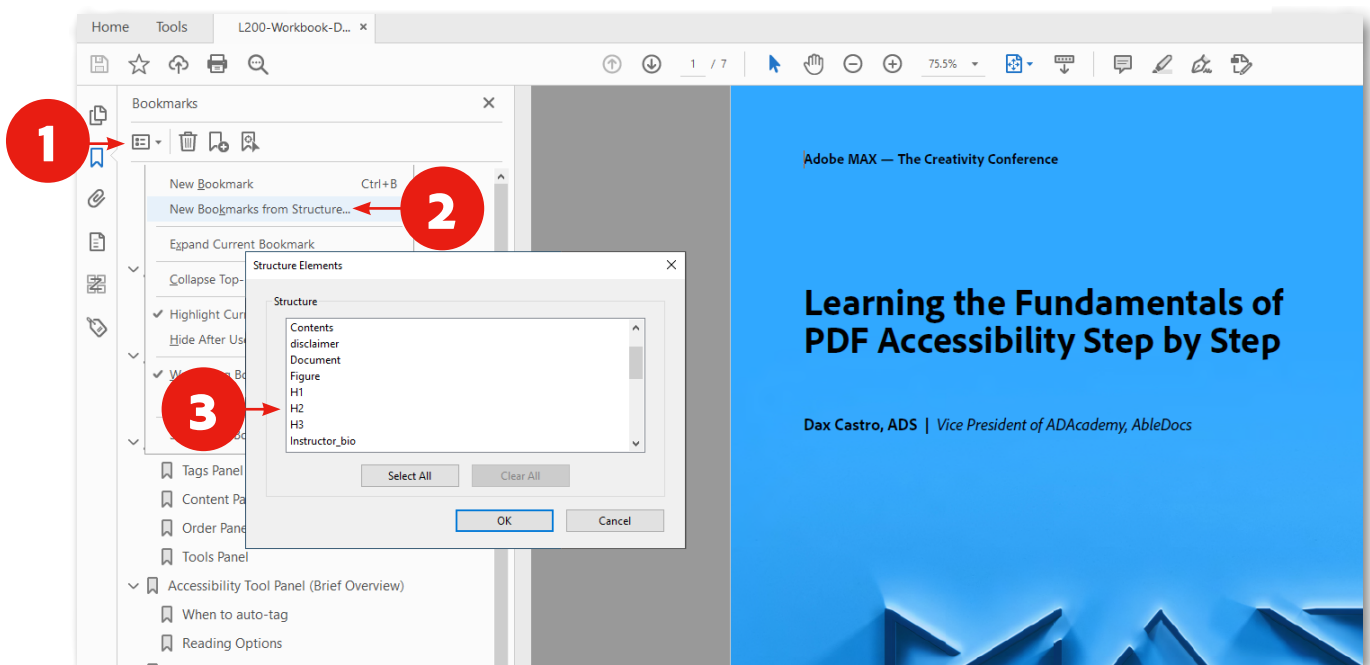 Home Tools L200-Workbook-D... ×
1 / 7 75.5%
Bookmarks
1
New Bookmark Ctrl+B
New Bookmarks from Structure...
2
Expand Current Bookmark
Collapse Top-
Highlight Curr
Hide After Us
Structure Elements
Structure
Contents
disclaimer
Document
Figure
H1
H2
H3
Instructor_bio
3
Select All Clear All
OK Cancel
Tags Panel
Content Pa
Order Pane
Tools Panel
Accessibility Tool Panel (Brief Overview)
When to auto-tag
Reading Options
Adobe MAX — The Creativity Conference
Learning the Fundamentals of
PDF Accessibility Step by Step
Dax Castro, ADS | Vice President of ADAcademy, AbleDocs